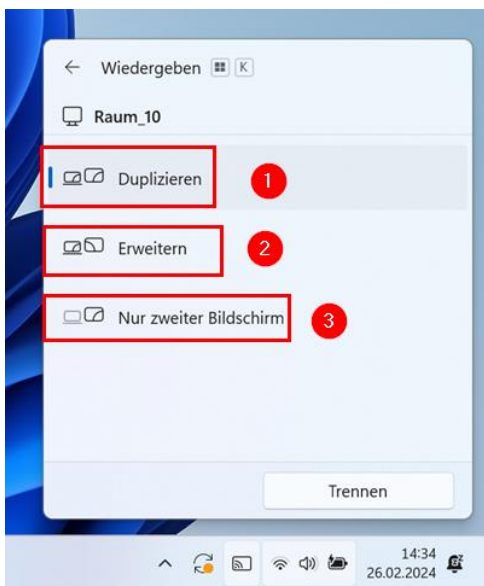 Wiedergeben K
Raum_10
Duplizieren 1
Erweitern 2
Nur zweiter Bildschirm 3
Trennen
14:34
26.02.2024